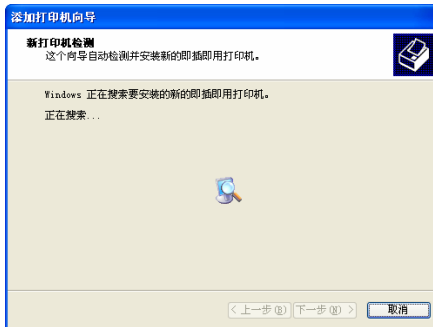 添加打印机向导
新打印机检测
这个向导自动检测并安装新的即插即用打印机。
Windows 正在搜索要安装的新的即插即用打印机。
正在搜索...
< 上一步(B) 下一步(N) > 取消